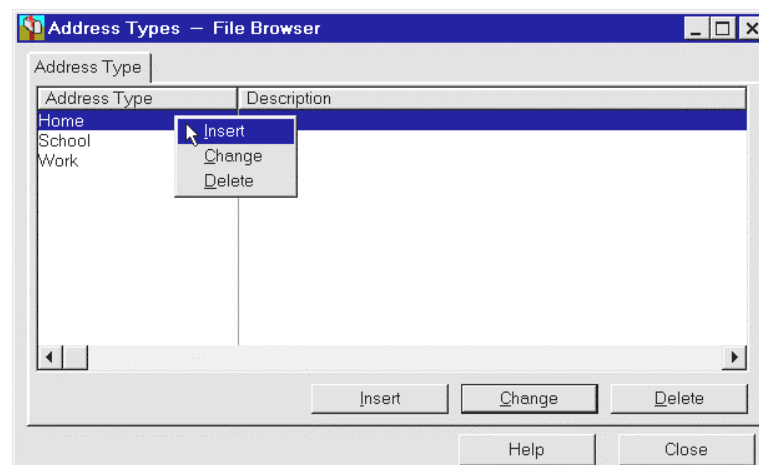 Address Types – File Browser
Address Type
Address Type Description
Home
Insert
School
Change
Work
Delete
Insert Change Delete
Help Close